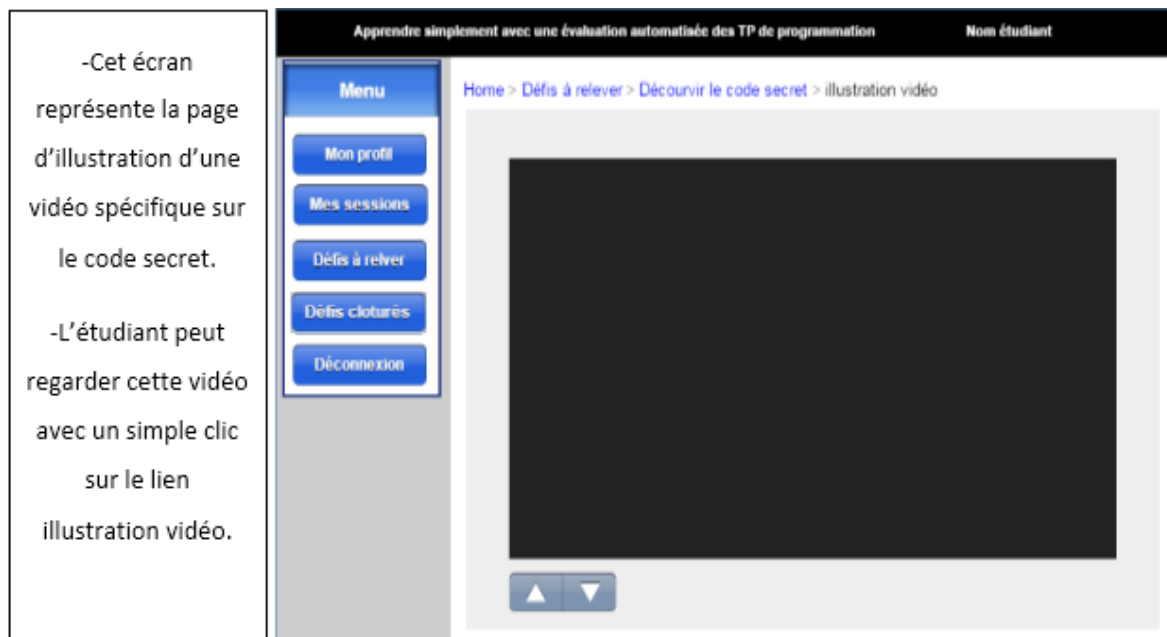 -Cet écran
représente la page
d’illustration d’une
vidéo spécifique sur
le code secret.
-L’étudiant peut
regarder cette vidéo
avec un simple clic
sur le lien
illustration vidéo.
Apprendre simplement avec une évaluation automatisée des TP de programmation
Nom étudiant
Menu
Mon profil
Mes sessions
Défis à relver
Défis cloturés
Déconnexion
Home > Défis à relever > Décourvir le code secret > illustration vidéo